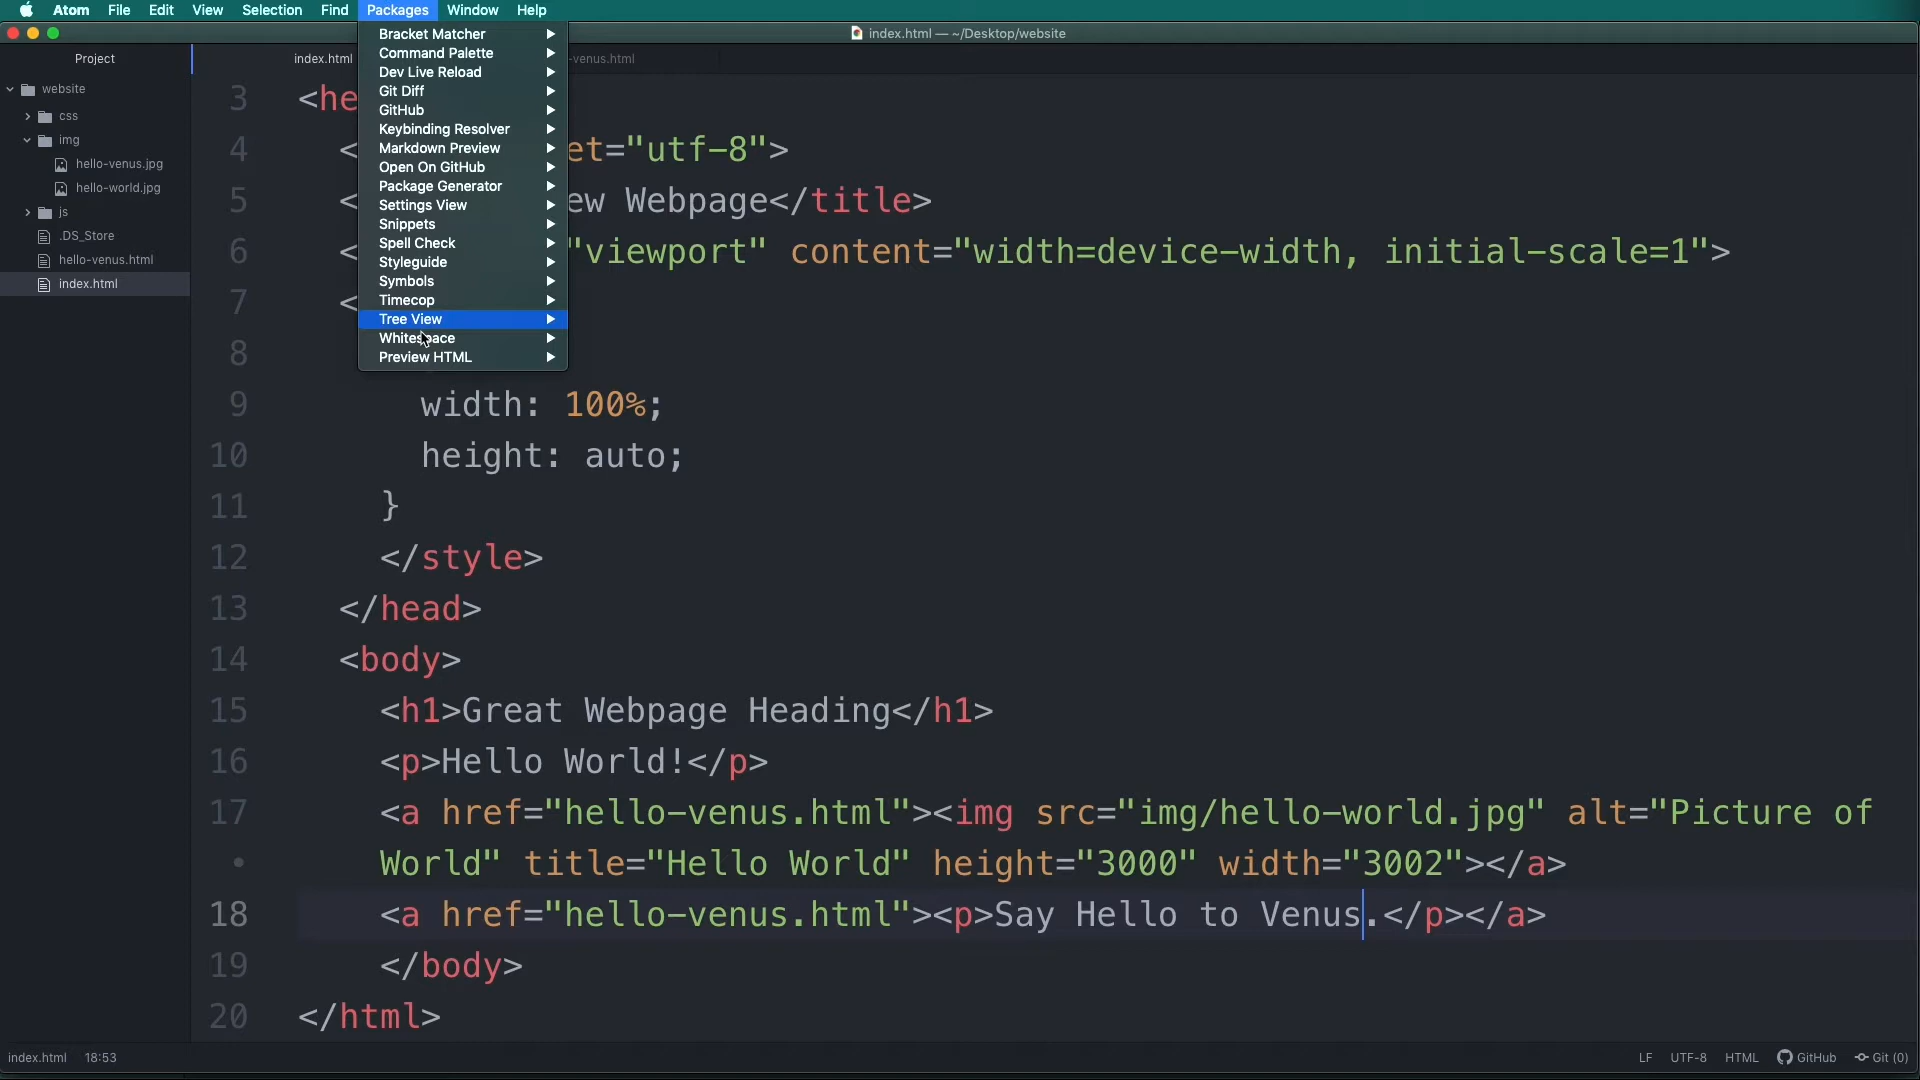 Atom File Edit View Selection Find Packages Window Help
index.html — ~/Desktop/website
Project
website
css
img
hello-venus.jpg
hello-world.jpg
js
.DS_Store
hello-venus.html
index.html
Bracket Matcher
Command Palette
Dev Live Reload
Git Diff
GitHub
Keybinding Resolver
Markdown Preview
Open On GitHub
Package Generator
Settings View
Snippets
Spell Check
Styleguide
Symbols
Timecop
Tree View
Whitespace
Preview HTML
index.html -venus.html
3 <he
4 < et="utf-8">
5 < ew Webpage</title>
6 < "viewport" content="width=device-width, initial-scale=1">
7 <
8
9 width: 100%;
10 height: auto;
11 }
12 </style>
13 </head>
14 <body>
15 <h1>Great Webpage Heading</h1>
16 <p>Hello World!</p>
17 <a href="hello-venus.html"><img src="img/hello-world.jpg" alt="Picture of
• World" title="Hello World" height="3000" width="3002"></a>
18 <a href="hello-venus.html"><p>Say Hello to Venus.</p></a>
19 </body>
20 </html>
index.html 18:53 LF UTF-8 HTML GitHub Git (0)